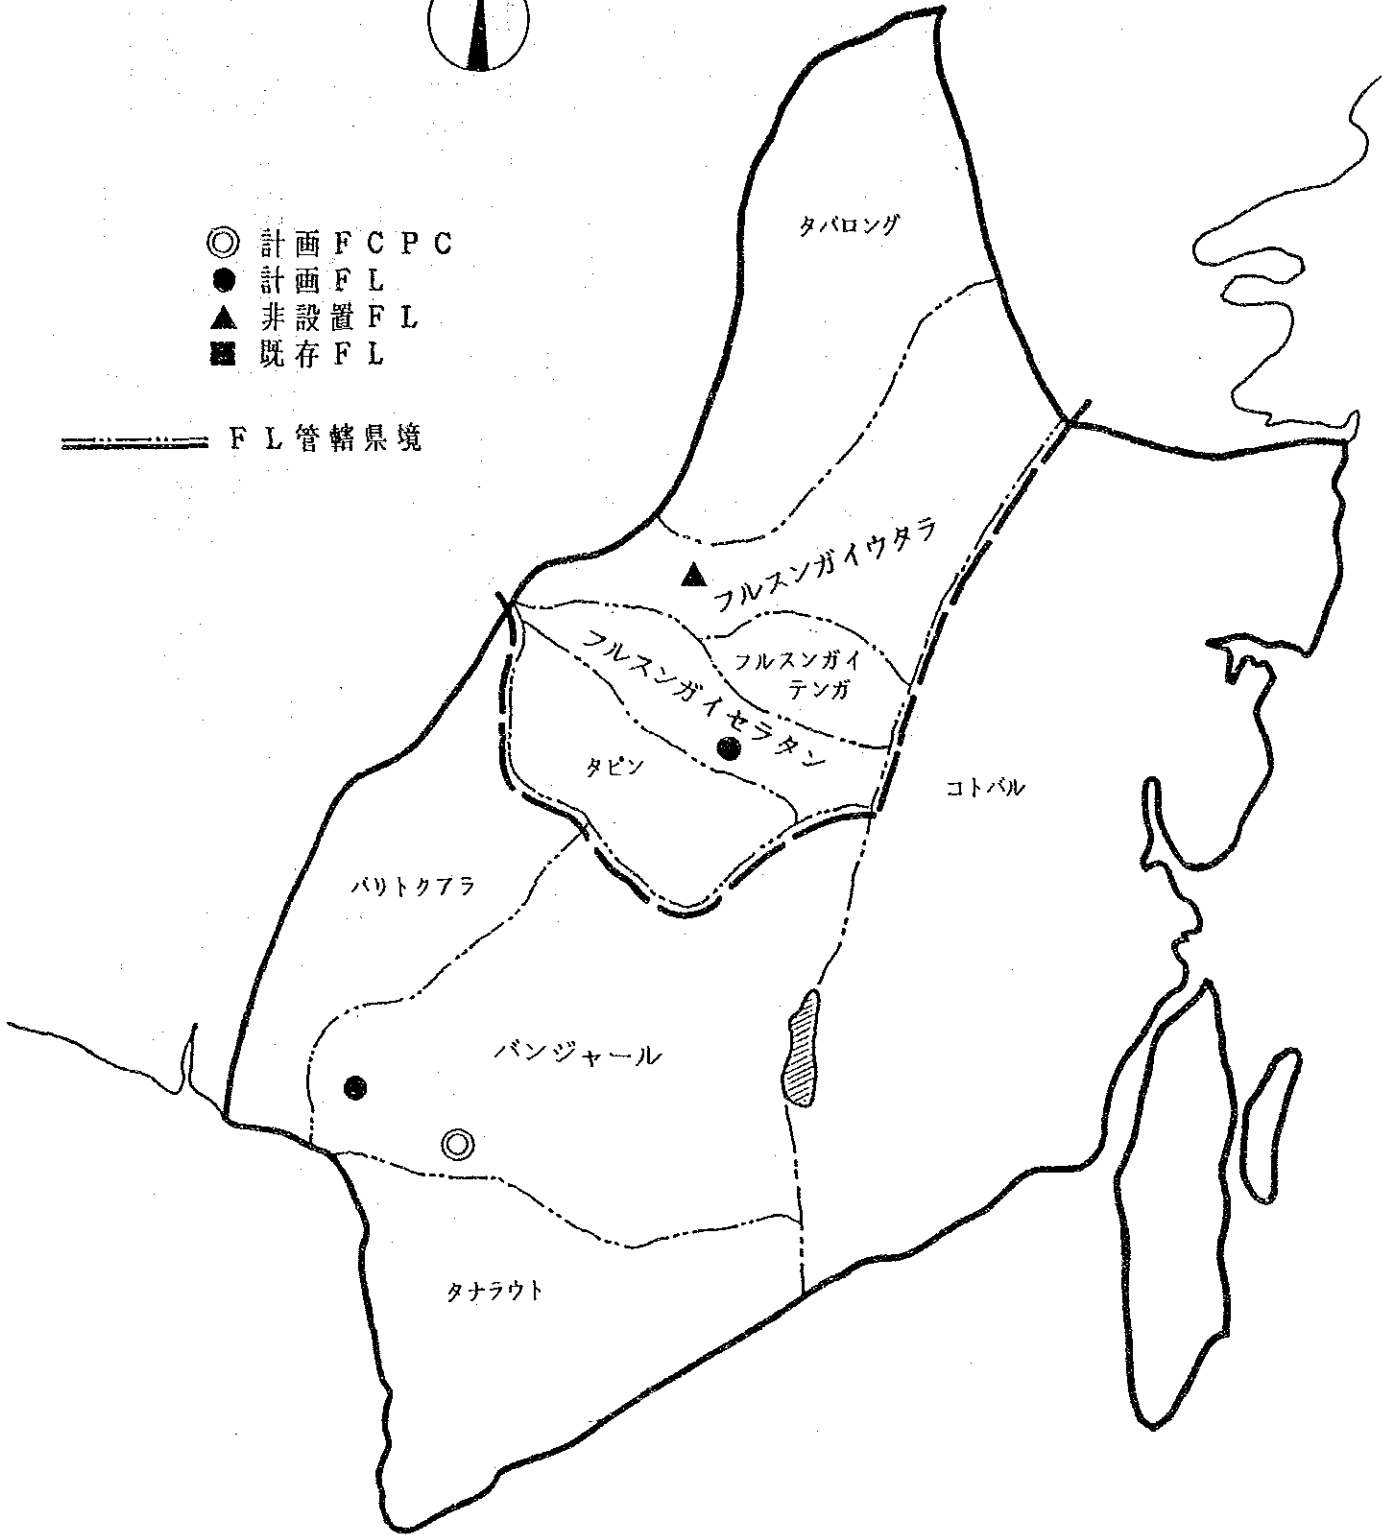 計画FCPC
計画FL
非設置FL
既存FL
FL管轄県境
タバロング
フルスンガイウタラ
フルスンガイ
テンガ
フルスンガイセラタン
タピン
コトバル
バリトクアラ
バンジャール
タナラウト